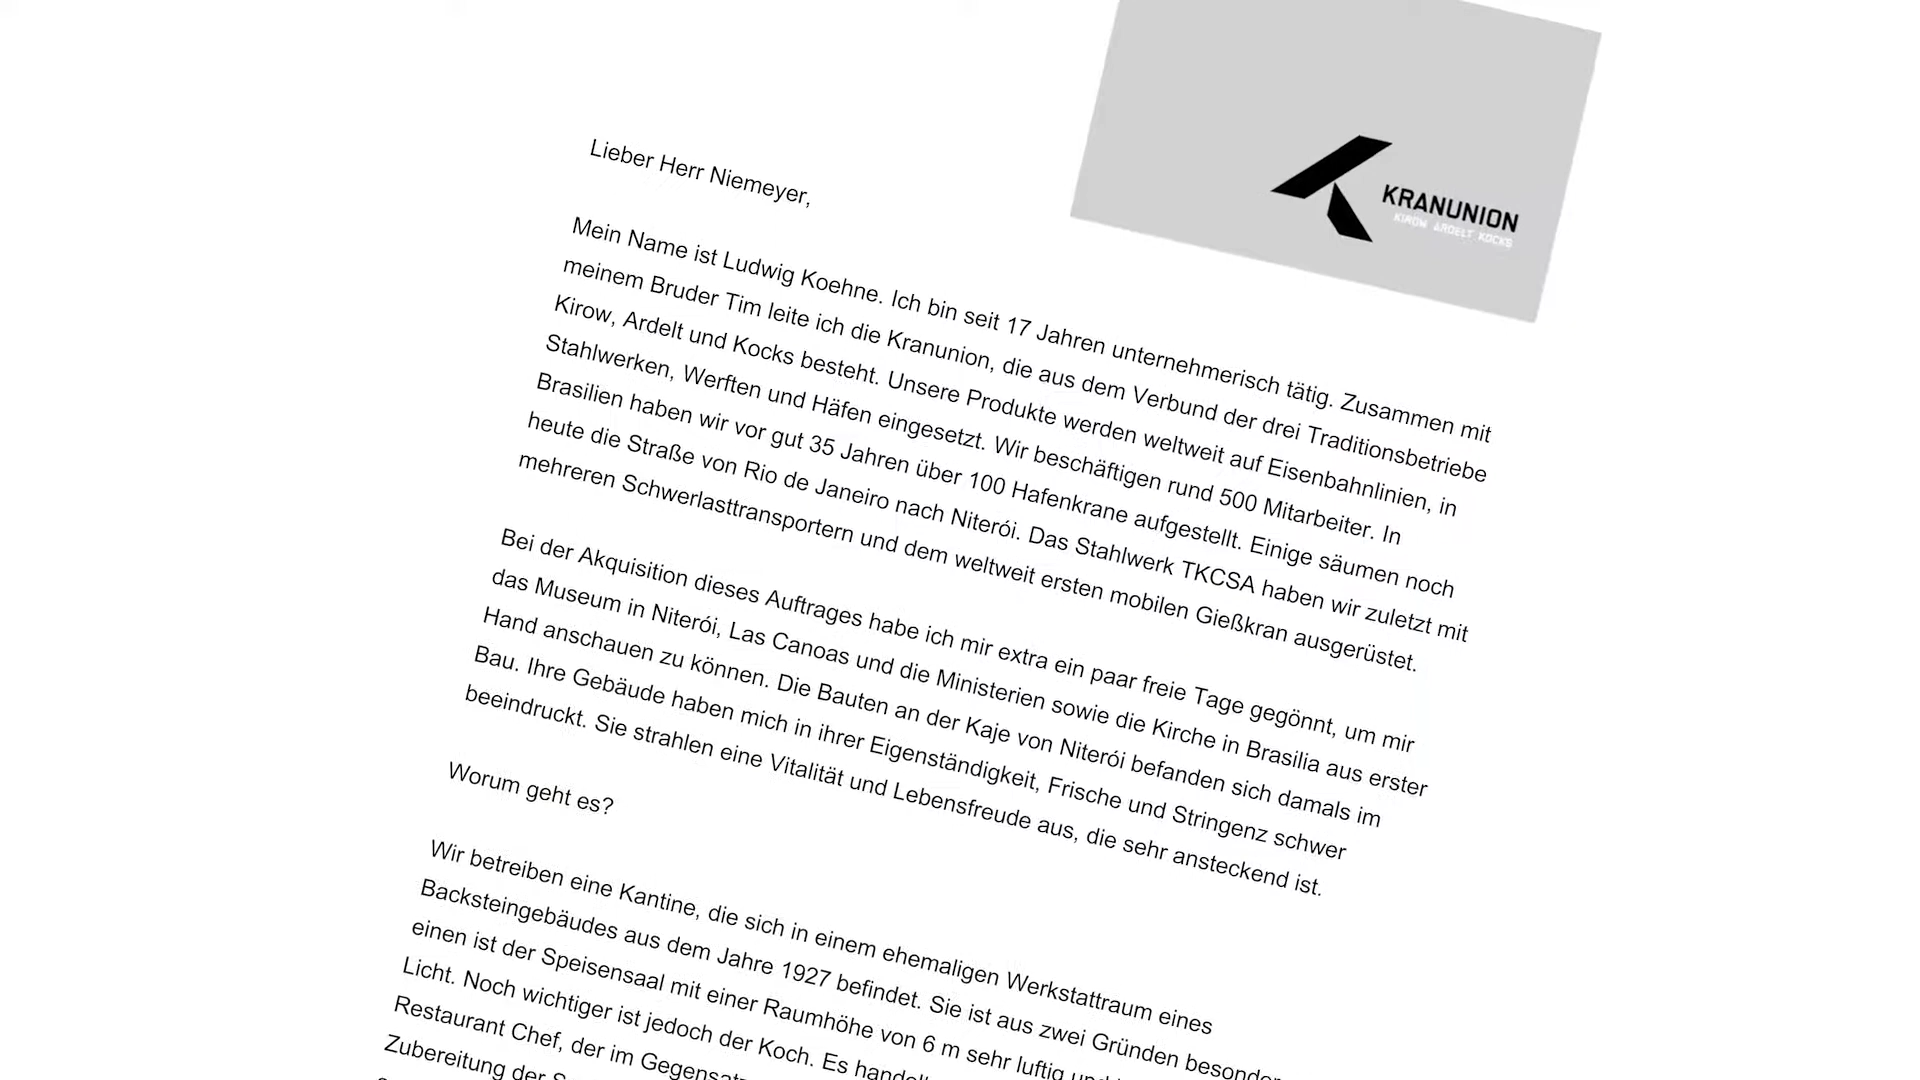 KRANUNION
KIROW ARDELT KOCKS
Lieber Herr Niemeyer,
Mein Name ist Ludwig Koehne. Ich bin seit 17 Jahren unternehmerisch tätig. Zusammen mit
meinem Bruder Tim leite ich die Kranunion, die aus dem Verbund der drei Traditionsbetriebe
Kirow, Ardelt und Kocks besteht. Unsere Produkte werden weltweit auf Eisenbahnlinien, in
Stahlwerken, Werften und Häfen eingesetzt. Wir beschäftigen rund 500 Mitarbeiter. In
Brasilien haben wir vor gut 35 Jahren über 100 Hafenkrane aufgestellt. Einige säumen noch
heute die Straße von Rio de Janeiro nach Niterói. Das Stahlwerk TKCSA haben wir zuletzt mit
mehreren Schwerlasttransportern und dem weltweit ersten mobilen Gießkran ausgerüstet.
Bei der Akquisition dieses Auftrages habe ich mir extra ein paar freie Tage gegönnt, um mir
das Museum in Niterói, Las Canoas und die Ministerien sowie die Kirche in Brasilia aus erster
Hand anschauen zu können. Die Bauten an der Kaje von Niterói befanden sich damals im
Bau. Ihre Gebäude haben mich in ihrer Eigenständigkeit, Frische und Stringenz schwer
beeindruckt. Sie strahlen eine Vitalität und Lebensfreude aus, die sehr ansteckend ist.
Worum geht es?
Wir betreiben eine Kantine, die sich in einem ehemaligen Werkstattraum eines
Backsteingebäudes aus dem Jahre 1927 befindet. Sie ist aus zwei Gründen besonder
einen ist der Speisensaal mit einer Raumhöhe von 6 m sehr luftig und
Licht. Noch wichtiger ist jedoch der Koch. Es handel
Restaurant Chef, der im Gegensat
Zubereitung der